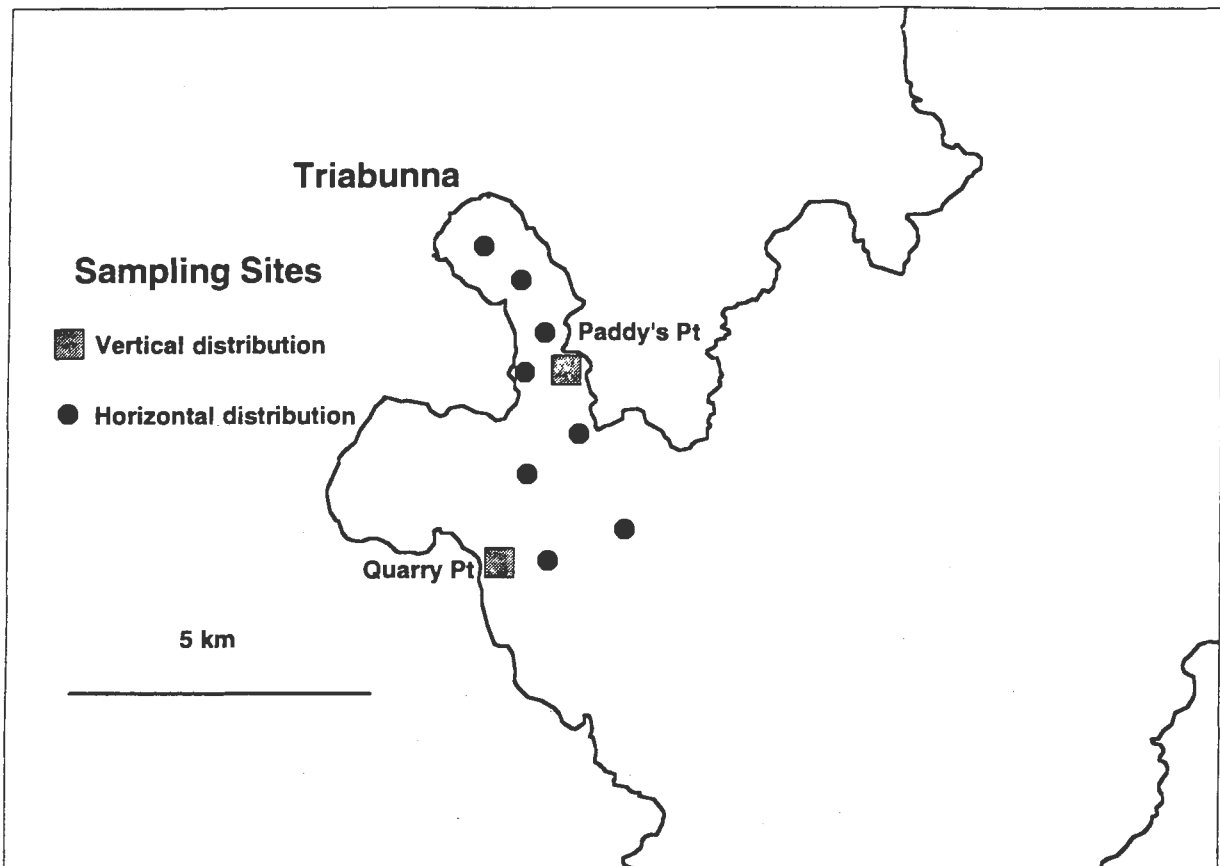 Triabunna
Sampling Sites
Vertical distribution
Horizontal distribution
Paddy's Pt
Quarry Pt
5 km